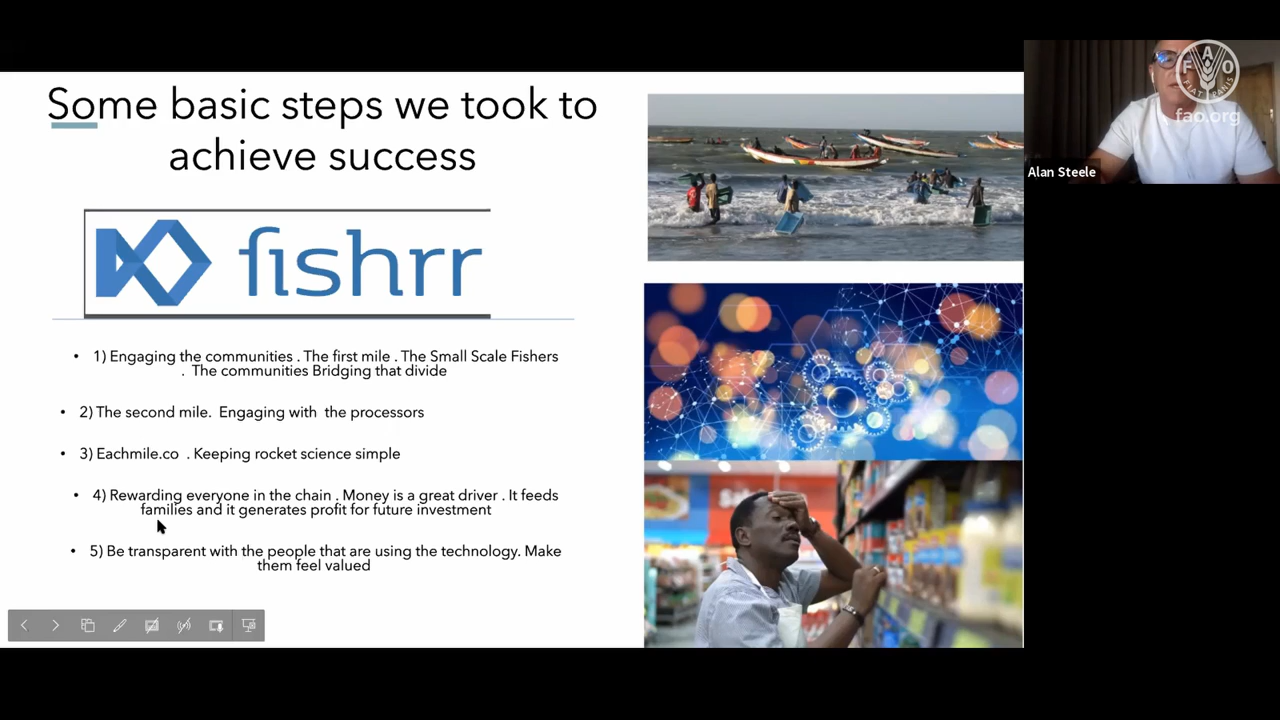 Some basic steps we took to
achieve success
fishrr
• 1) Engaging the communities . The first mile . The Small Scale Fishers
. The communities Bridging that divide
• 2) The second mile. Engaging with the processors
• 3) Eachmile.co . Keeping rocket science simple
• 4) Rewarding everyone in the chain . Money is a great driver . It feeds
families and it generates profit for future investment
• 5) Be transparent with the people that are using the technology. Make
them feel valued
F A O
FIAT PANIS
fao.org
Alan Steele